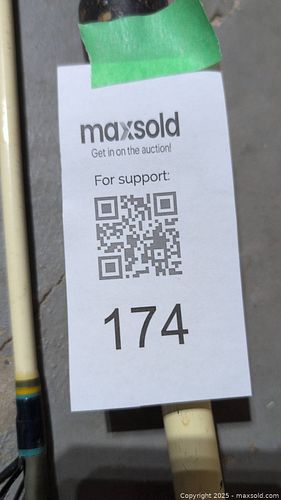 maxsold
Get in on the auction!
For support:
174
Copyright © 2025 - maxsold.com